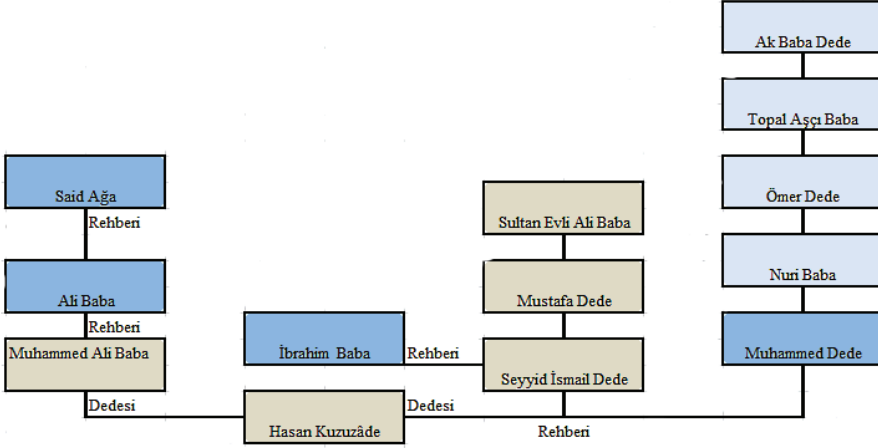 Ak Baba Dede
Topal Aşçı Baba
Said Ağa
Ömer Dede
Rehberi
Sultan Evli Ali Baba
Nuri Baba
Ali Baba
Mustafa Dede
Rehberi
Muhammed Ali Baba
İbrahim Baba
Rehberi
Muhammed Dede
Seyyid İsmail Dede
Dedesi
Dedesi
Hasan Kuzuzâde
Rehberi